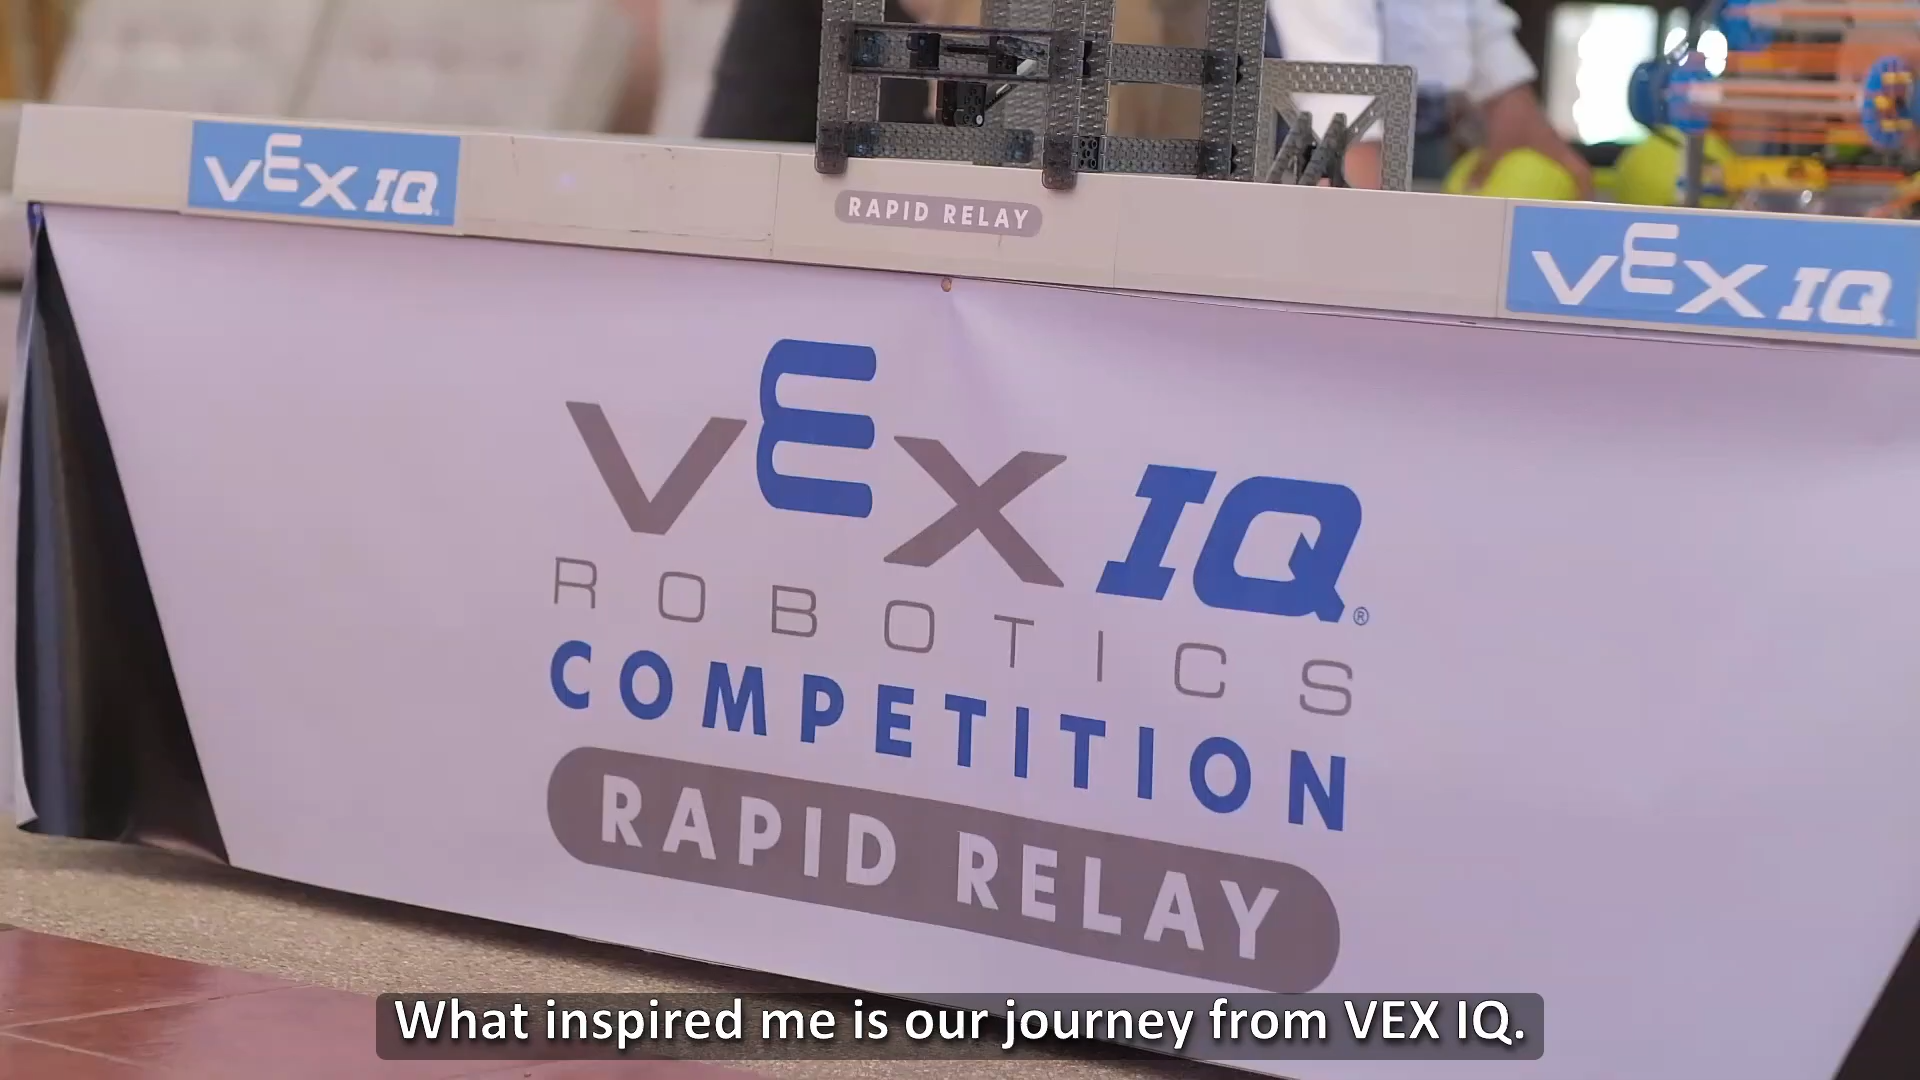 VEX IQ
RAPID RELAY
VEX IQ
VEX IQ®
ROBOTICS
COMPETITION
RAPID RELAY
What inspired me is our journey from VEX IQ.